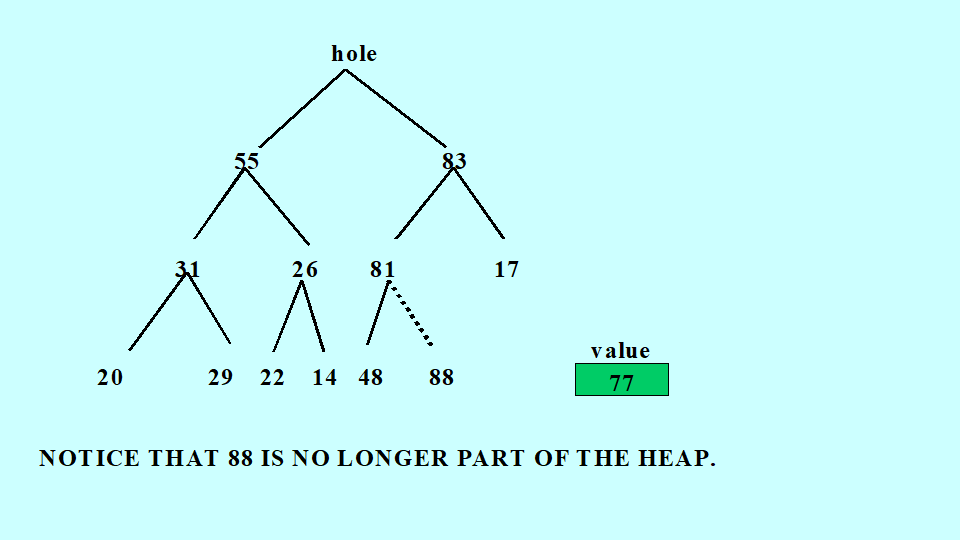 hole
55 83
31 26 81 17
value
20 29 22 14 48 88 77
NOTICE THAT 88 IS NO LONGER PART OF THE HEAP.